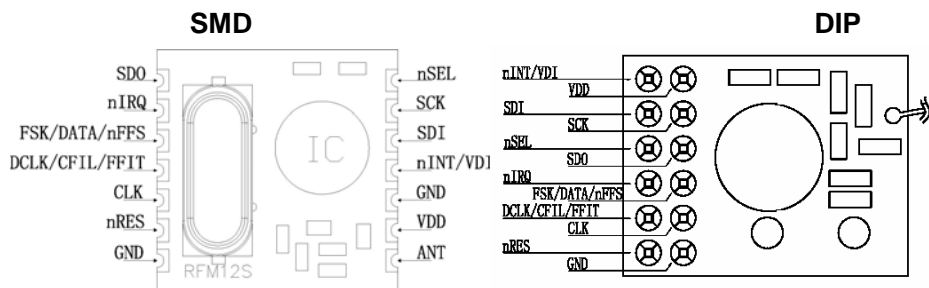 SMD
DIP
SDO
nIRQ
FSK/DATA/nFFS
DCLK/CFIL/FFIT
CLK
nRES
GND
IC
RFM12S
nSEL
SCK
SDI
nINT/VDI
GND
VDD
ANT
nINT/VDI
VDD
SDI
SCK
nSEL
SDO
nIRQ
FSK/DATA/nFFS
DCLK/CFIL/FFIT
CLK
nRES
GND